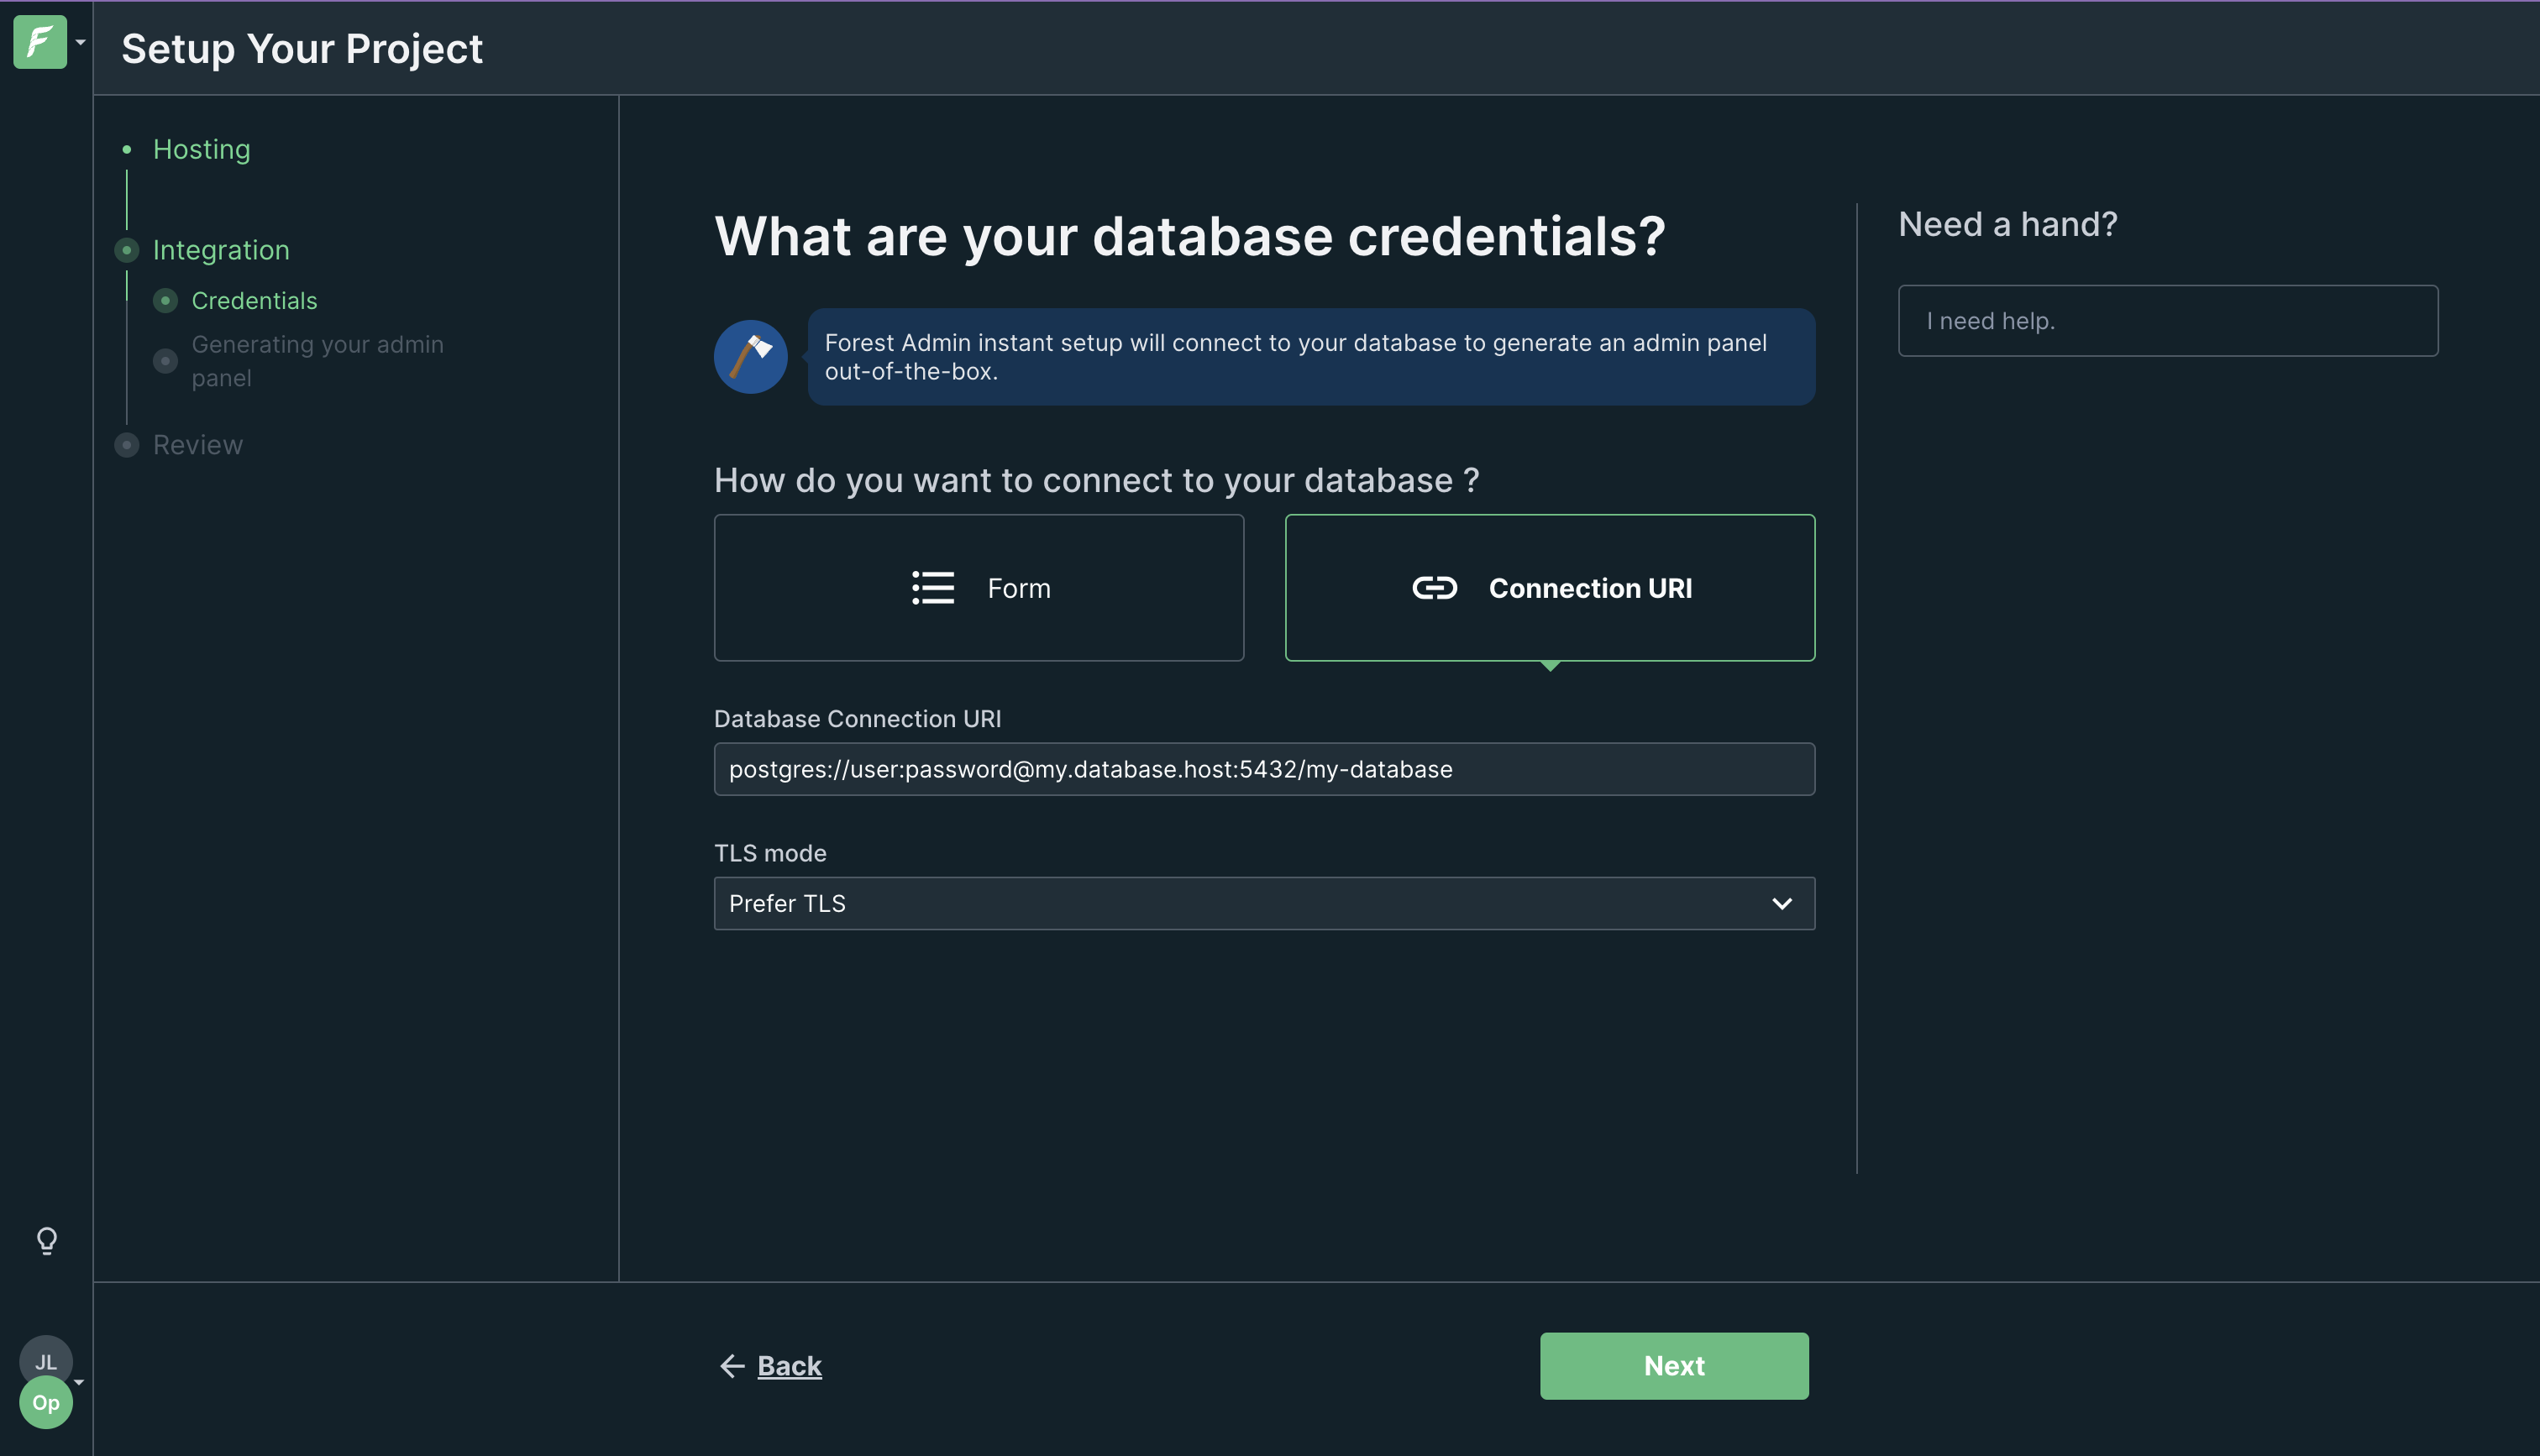 Setup Your Project
Hosting
Integration
Credentials
Generating your admin
panel
Review
What are your database credentials?
Forest Admin instant setup will connect to your database to generate an admin panel
out-of-the-box.
How do you want to connect to your database ?
Form
Connection URI
Database Connection URI
postgres://user:password@my.database.host:5432/my-database
TLS mode
Prefer TLS
Need a hand?
I need help.
JL
Op
Back
Next